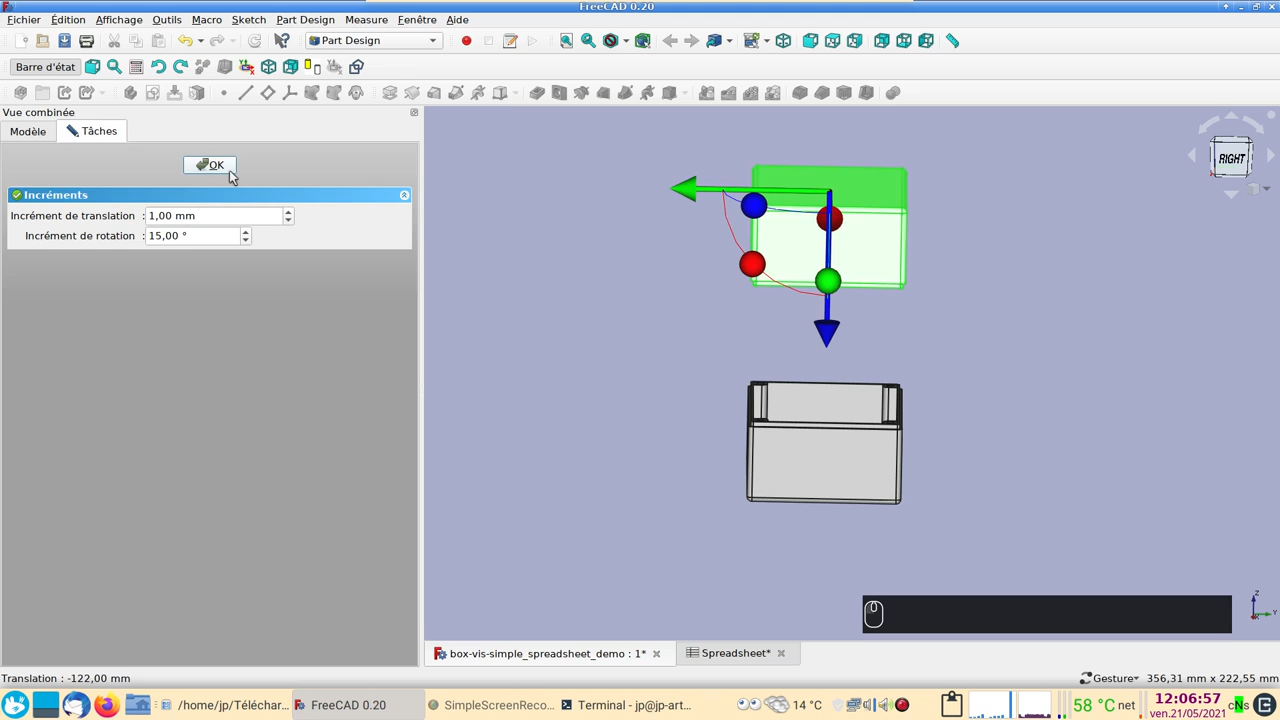 FreeCAD 0.20
Fichier Édition Affichage Outils Macro Sketch Part Design Measure Fenêtre Aide
Part Design
Barre d'état
Vue combinée
Modèle Tâches
OK
Incréments
Incrément de translation : 1,00 mm
Incrément de rotation : 15,00 °
RIGHT
Z
Y
box-vis-simple_spreadsheet_demo : 1* Spreadsheet*
Translation : -122,00 mm Gesture 356,31 mm x 222,55 mm
/home/jp/Téléchar... FreeCAD 0.20 SimpleScreenReco... Terminal - jp@jp-art... 14 °C 58 °C net 12:06:57 cNs
ven.21/05/2021